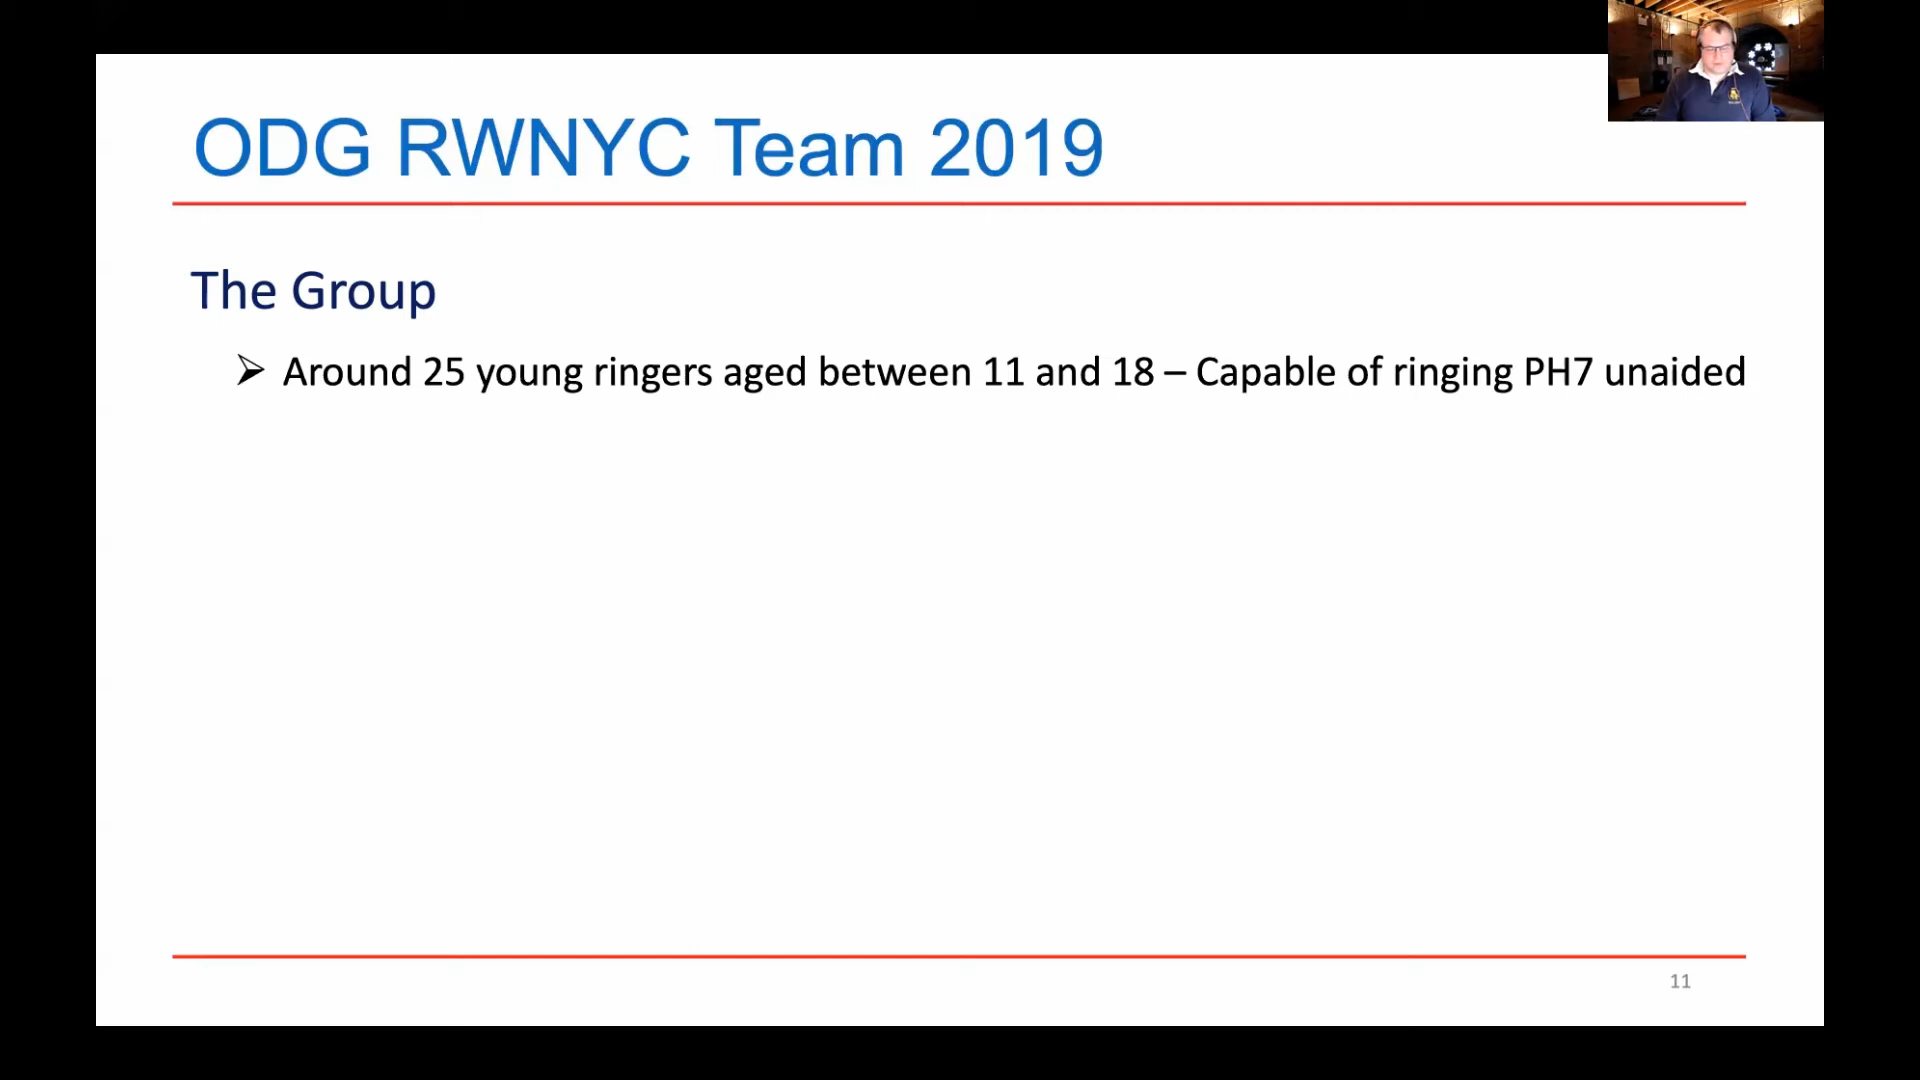 ODG RWNYC Team 2019
The Group
➢ Around 25 young ringers aged between 11 and 18 – Capable of ringing PH7 unaided
11